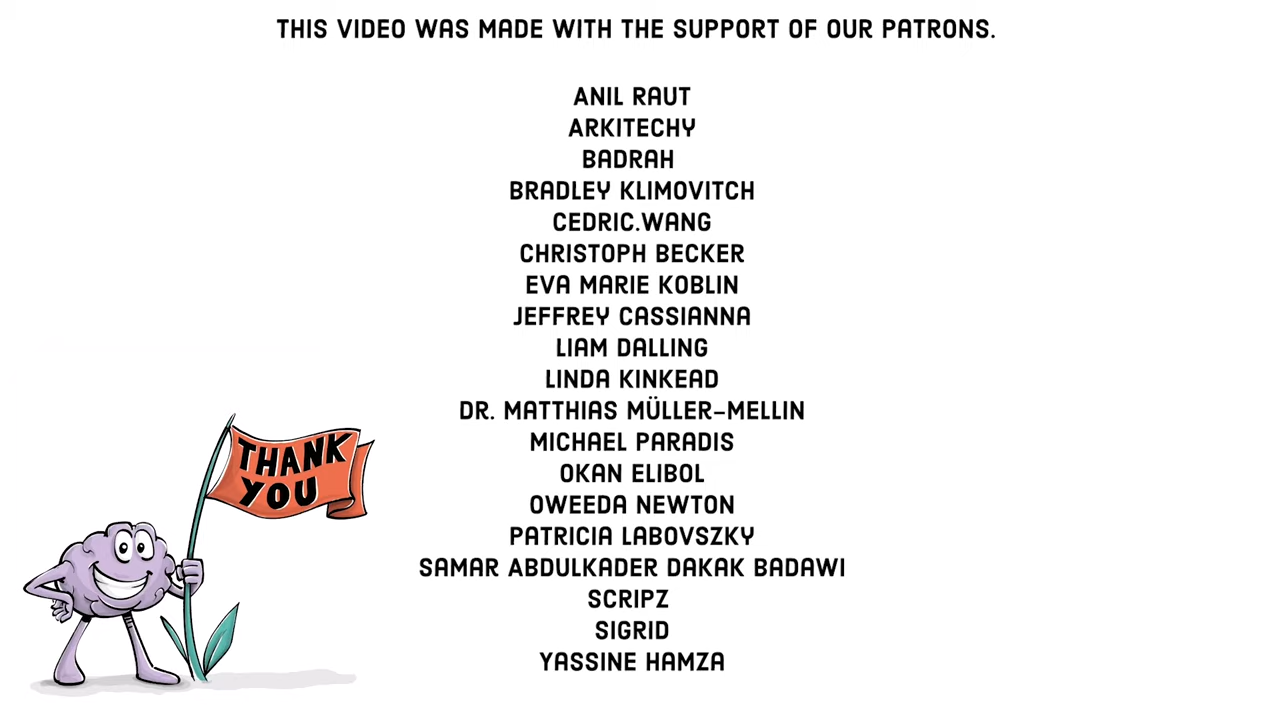 THIS VIDEO WAS MADE WITH THE SUPPORT OF OUR PATRONS.
ANIL RAUT
ARKITECHY
BADRAH
BRADLEY KLIMOVITCH
CEDRIC.WANG
CHRISTOPH BECKER
EVA MARIE KOBLIN
JEFFREY CASSIANNA
LIAM DALLING
LINDA KINKEAD
DR. MATTHIAS MÜLLER-MELLIN
MICHAEL PARADIS
OKAN ELIBOL
OWEEDA NEWTON
PATRICIA LABOVSZKY
SAMAR ABDULKADER DAKAK BADAWI
SCRIPZ
SIGRID
YASSINE HAMZA
THANK
YOU